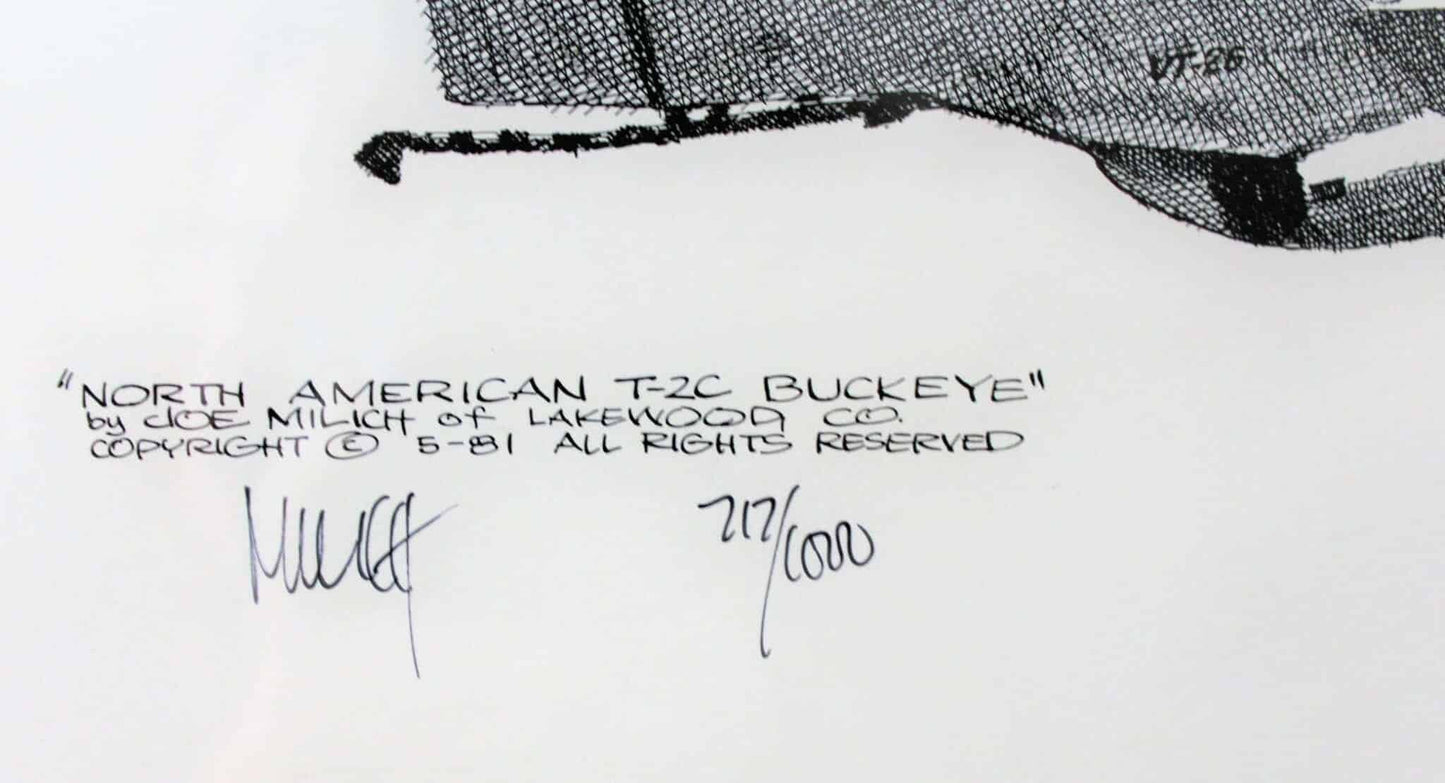 VT-26
"NORTH AMERICAN T-2C BUCKEYE"
by JOE MILICH of LAKEWOOD CO.
COPYRIGHT © 5-81 ALL RIGHTS RESERVED
717/1000